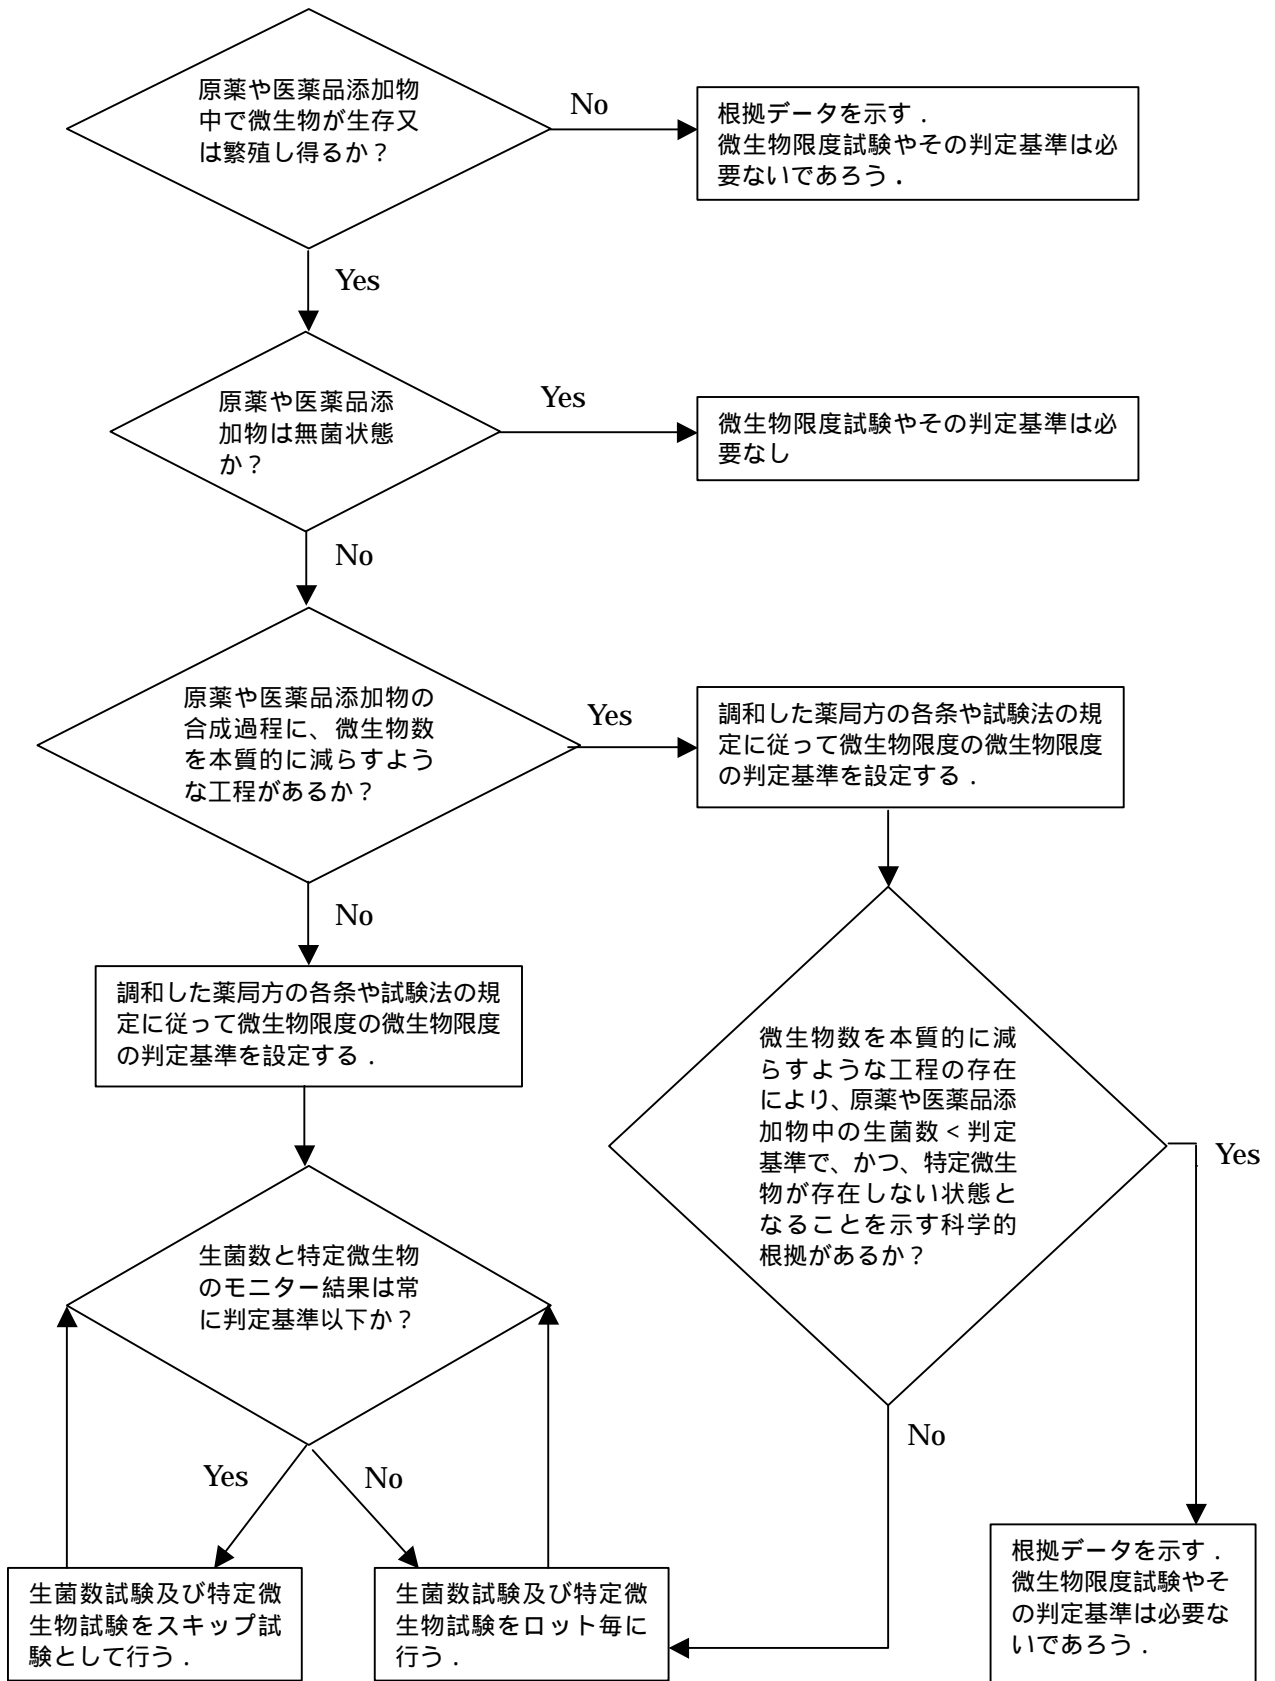 原薬や医薬品添加物
中で微生物が生存又
は繁殖し得るか？
No
根拠データを示す．
微生物限度試験やその判定基準は必
要ないであろう．
Yes
原薬や医薬品添
加物は無菌状態
か？
Yes
微生物限度試験やその判定基準は必
要なし
No
原薬や医薬品添加物の
合成過程に、微生物数
を本質的に減らすよう
な工程があるか？
Yes
調和した薬局方の各条や試験法の規
定に従って微生物限度の微生物限度
の判定基準を設定する．
No
調和した薬局方の各条や試験法の規
定に従って微生物限度の微生物限度
の判定基準を設定する．
微生物数を本質的に減
らすような工程の存在
により、原薬や医薬品添
加物中の生菌数＜判定
基準で、かつ、特定微生
物が存在しない状態と
なることを示す科学的
根拠があるか？
Yes
生菌数と特定微生物
のモニター結果は常
に判定基準以下か？
No
Yes
No
生菌数試験及び特定微
生物試験をスキップ試
験として行う．
生菌数試験及び特定微
生物試験をロット毎に
行う．
根拠データを示す．
微生物限度試験やそ
の判定基準は必要な
いであろう．